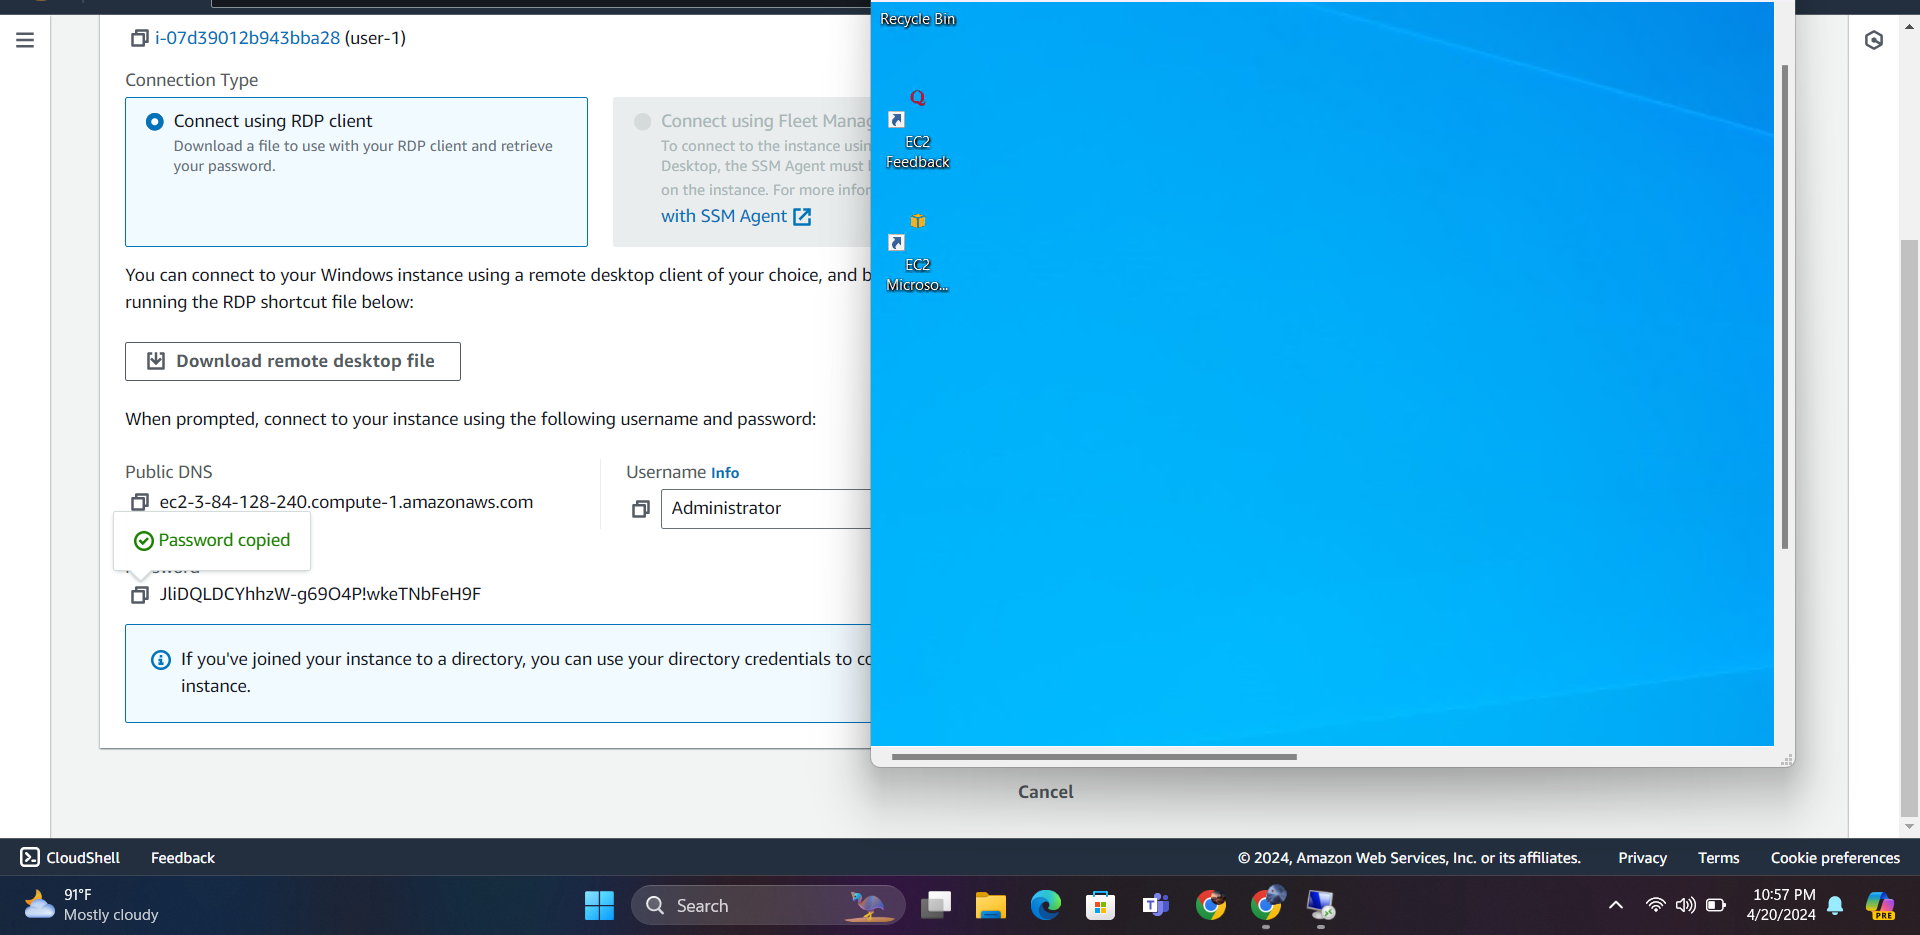 i-07d39012b943bba28 (user-1)
Connection Type
Connect using RDP client
Download a file to use with your RDP client and retrieve
your password.
Connect using Fleet Manag
To connect to the instance usin
Desktop, the SSM Agent must
on the instance. For more infor
with SSM Agent
You can connect to your Windows instance using a remote desktop client of your choice, and b
running the RDP shortcut file below:
Download remote desktop file
When prompted, connect to your instance using the following username and password:
Public DNS
ec2-3-84-128-240.compute-1.amazonaws.com
Username Info
Administrator
Password copied
JliDQLDCYhhzW-g69O4P!wkeTNbFeH9F
If you've joined your instance to a directory, you can use your directory credentials to co
instance.
Recycle Bin
EC2
Feedback
EC2
Microso...
Cancel
CloudShell
Feedback
© 2024, Amazon Web Services, Inc. or its affiliates.
Privacy
Terms
Cookie preferences
91°F
Mostly cloudy
Search
10:57 PM
4/20/2024
PRE